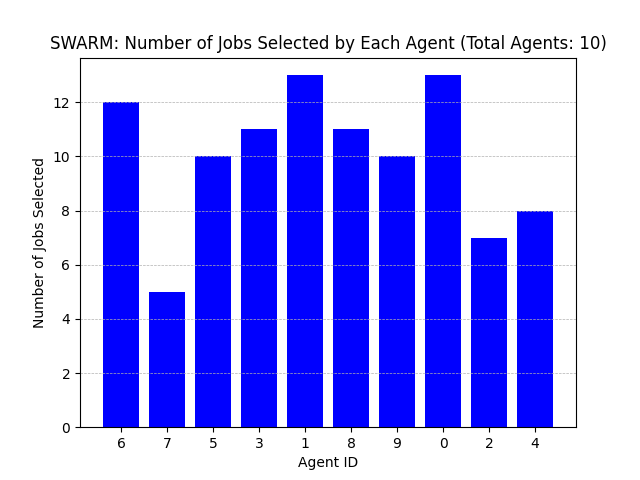 SWARM: Number of Jobs Selected by Each Agent (Total Agents: 10)
12
10
8
6
4
2
0
Number of Jobs Selected
6 7 5 3 1 8 9 0 2 4
Agent ID